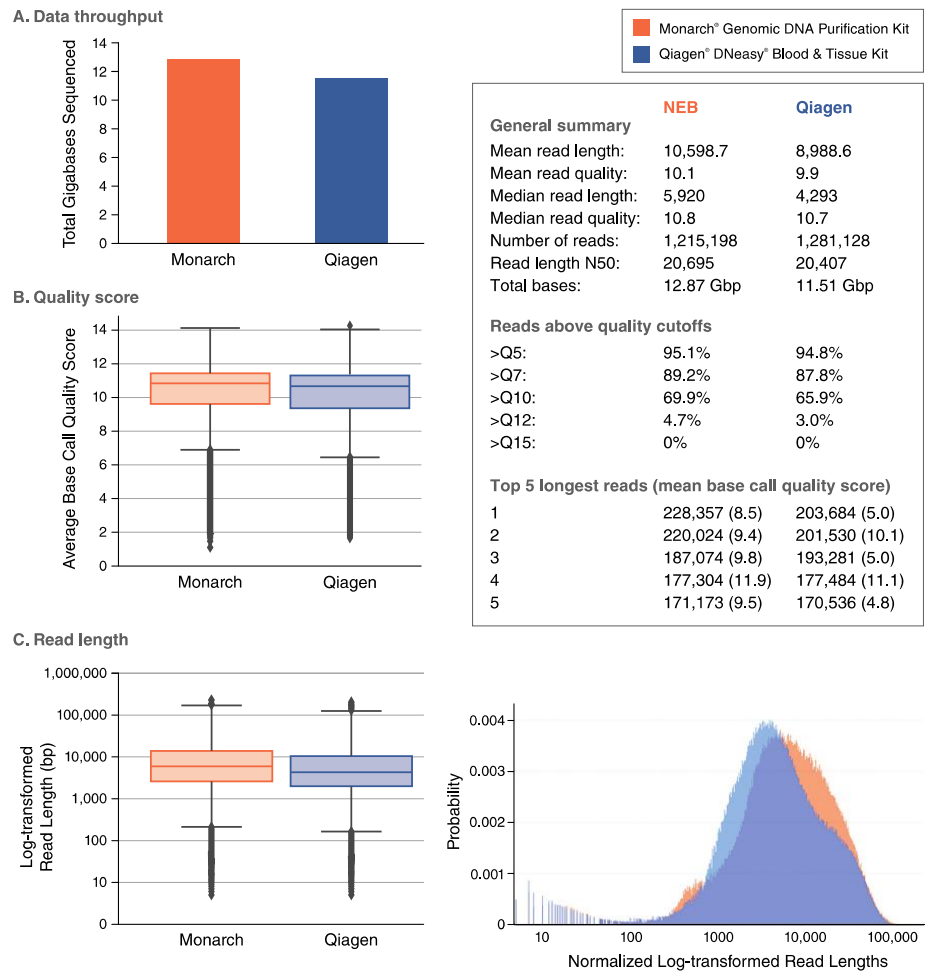 A. Data throughput
Total Gigabases Sequenced
14
12
10
8
6
4
2
0
Monarch
Qiagen
Monarch® Genomic DNA Purification Kit
Qiagen® DNeasy® Blood & Tissue Kit
NEB Qiagen
General summary
Mean read length: 10,598.7 8,988.6
Mean read quality: 10.1 9.9
Median read length: 5,920 4,293
Median read quality: 10.8 10.7
Number of reads: 1,215,198 1,281,128
Read length N50: 20,695 20,407
Total bases: 12.87 Gbp 11.51 Gbp
Reads above quality cutoffs
>Q5: 95.1% 94.8%
>Q7: 89.2% 87.8%
>Q10: 69.9% 65.9%
>Q12: 4.7% 3.0%
>Q15: 0% 0%
Top 5 longest reads (mean base call quality score)
1 228,357 (8.5) 203,684 (5.0)
2 220,024 (9.4) 201,530 (10.1)
3 187,074 (9.8) 193,281 (5.0)
4 177,304 (11.9) 177,484 (11.1)
5 171,173 (9.5) 170,536 (4.8)
B. Quality score
Average Base Call Quality Score
14
12
10
8
6
4
2
0
Monarch
Qiagen
C. Read length
Log-transformed
Read Length (bp)
1,000,000
100,000
10,000
1,000
100
10
0
Monarch
Qiagen
Probability
0.004
0.003
0.002
0.001
0
10 100 1000 10,000 100,000
Normalized Log-transformed Read Lengths